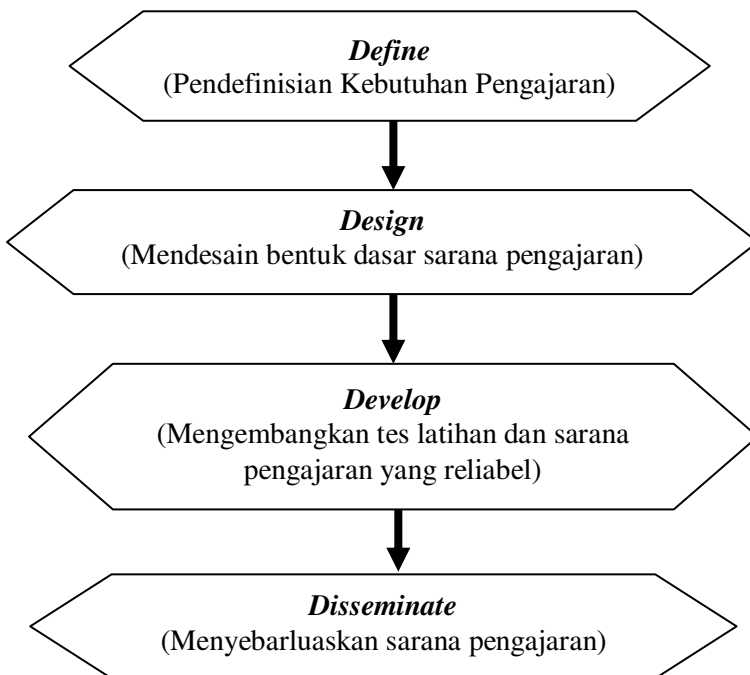 Define
(Pendefinisian Kebutuhan Pengajaran)
Design
(Mendesain bentuk dasar sarana pengajaran)
Develop
(Mengembangkan tes latihan dan sarana
pengajaran yang reliabel)
Disseminate
(Menyebarluaskan sarana pengajaran)